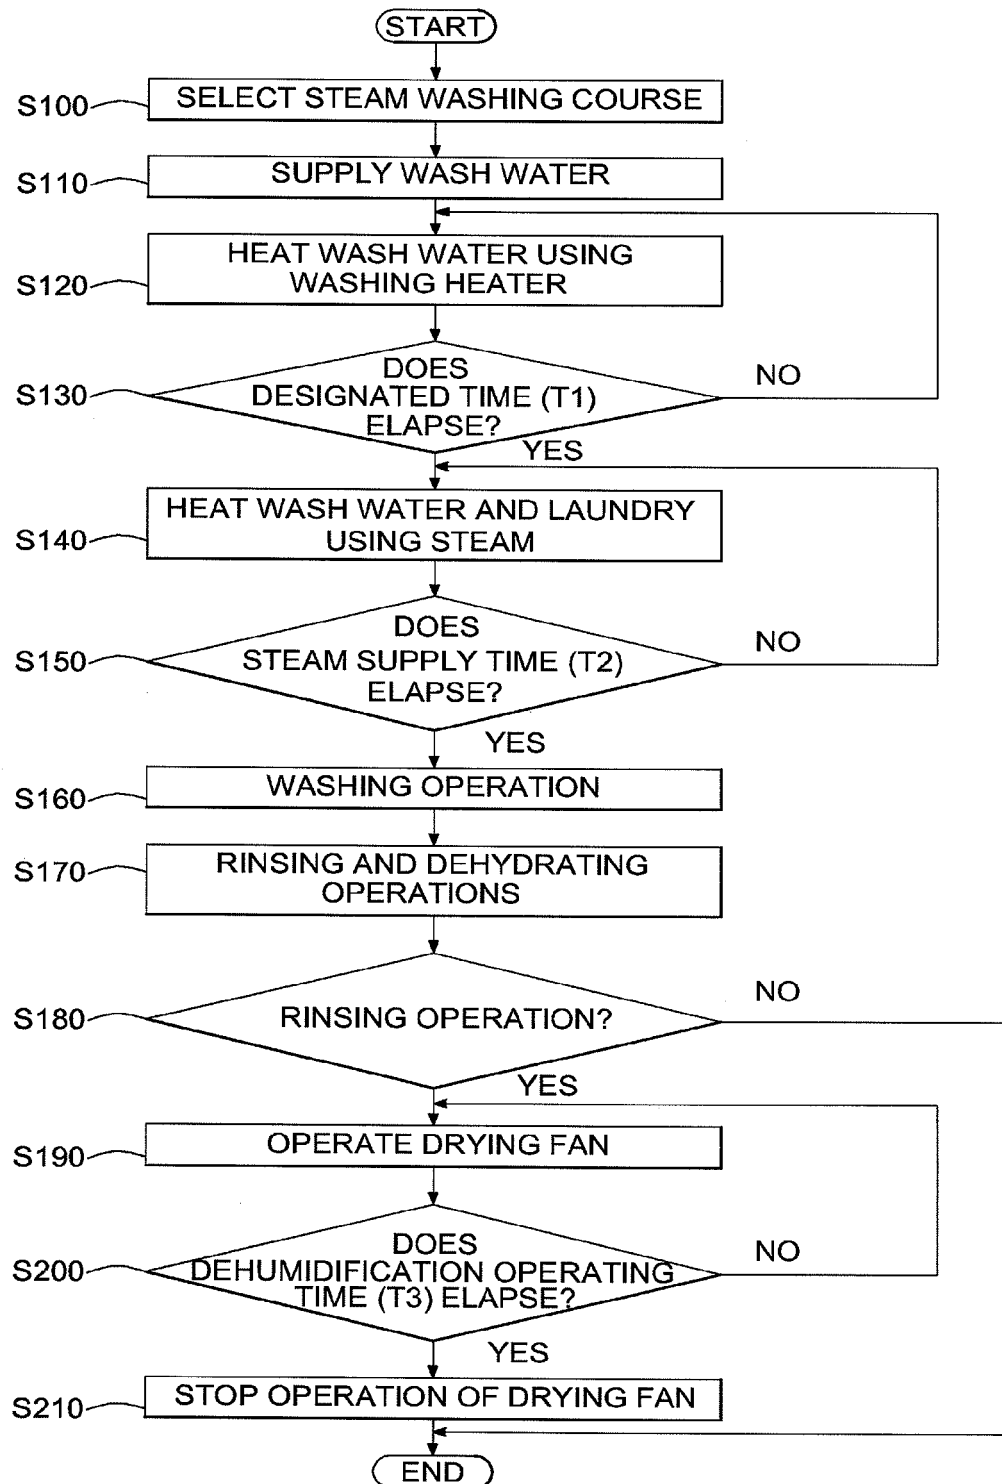 START
S100
SELECT STEAM WASHING COURSE
S110
SUPPLY WASH WATER
S120
HEAT WASH WATER USING
WASHING HEATER
S130
DOES
DESIGNATED TIME (T1)
ELAPSE?
NO
YES
S140
HEAT WASH WATER AND LAUNDRY
USING STEAM
S150
DOES
STEAM SUPPLY TIME (T2)
ELAPSE?
NO
YES
S160
WASHING OPERATION
S170
RINSING AND DEHYDRATING
OPERATIONS
S180
RINSING OPERATION?
NO
YES
S190
OPERATE DRYING FAN
S200
DOES
DEHUMIDIFICATION OPERATING
TIME (T3) ELAPSE?
NO
YES
S210
STOP OPERATION OF DRYING FAN
END